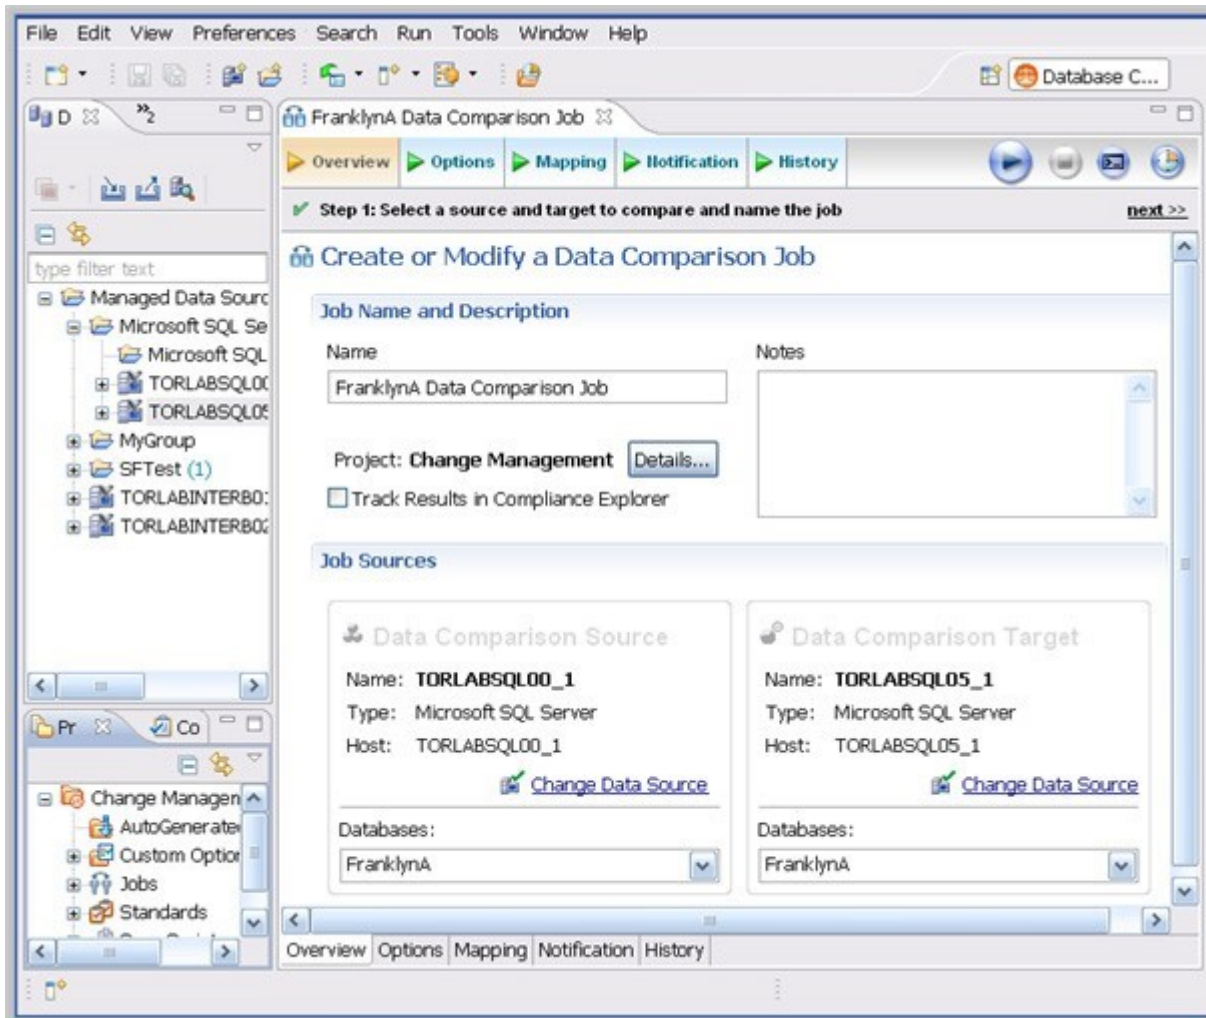 File Edit View Preferences Search Run Tools Window Help
Database C...
D
»2
FranklynA Data Comparison Job
Overview Options Mapping Notification History
Step 1: Select a source and target to compare and name the job
next >>
type filter text
Managed Data Sourc
Microsoft SQL Se
Microsoft SQL
TORLABSQL00
TORLABSQL05
MyGroup
SFTest (1)
TORLABINTERB01
TORLABINTERB02
Create or Modify a Data Comparison Job
Job Name and Description
Name
Notes
FranklynA Data Comparison Job
Project: Change Management Details...
Track Results in Compliance Explorer
Job Sources
Data Comparison Source
Name: TORLABSQL00_1
Type: Microsoft SQL Server
Host: TORLABSQL00_1
Change Data Source
Databases:
FranklynA
Data Comparison Target
Name: TORLABSQL05_1
Type: Microsoft SQL Server
Host: TORLABSQL05_1
Change Data Source
Databases:
FranklynA
Pr
Co
Change Managen
AutoGenerate
Custom Option
Jobs
Standards
Overview Options Mapping Notification History